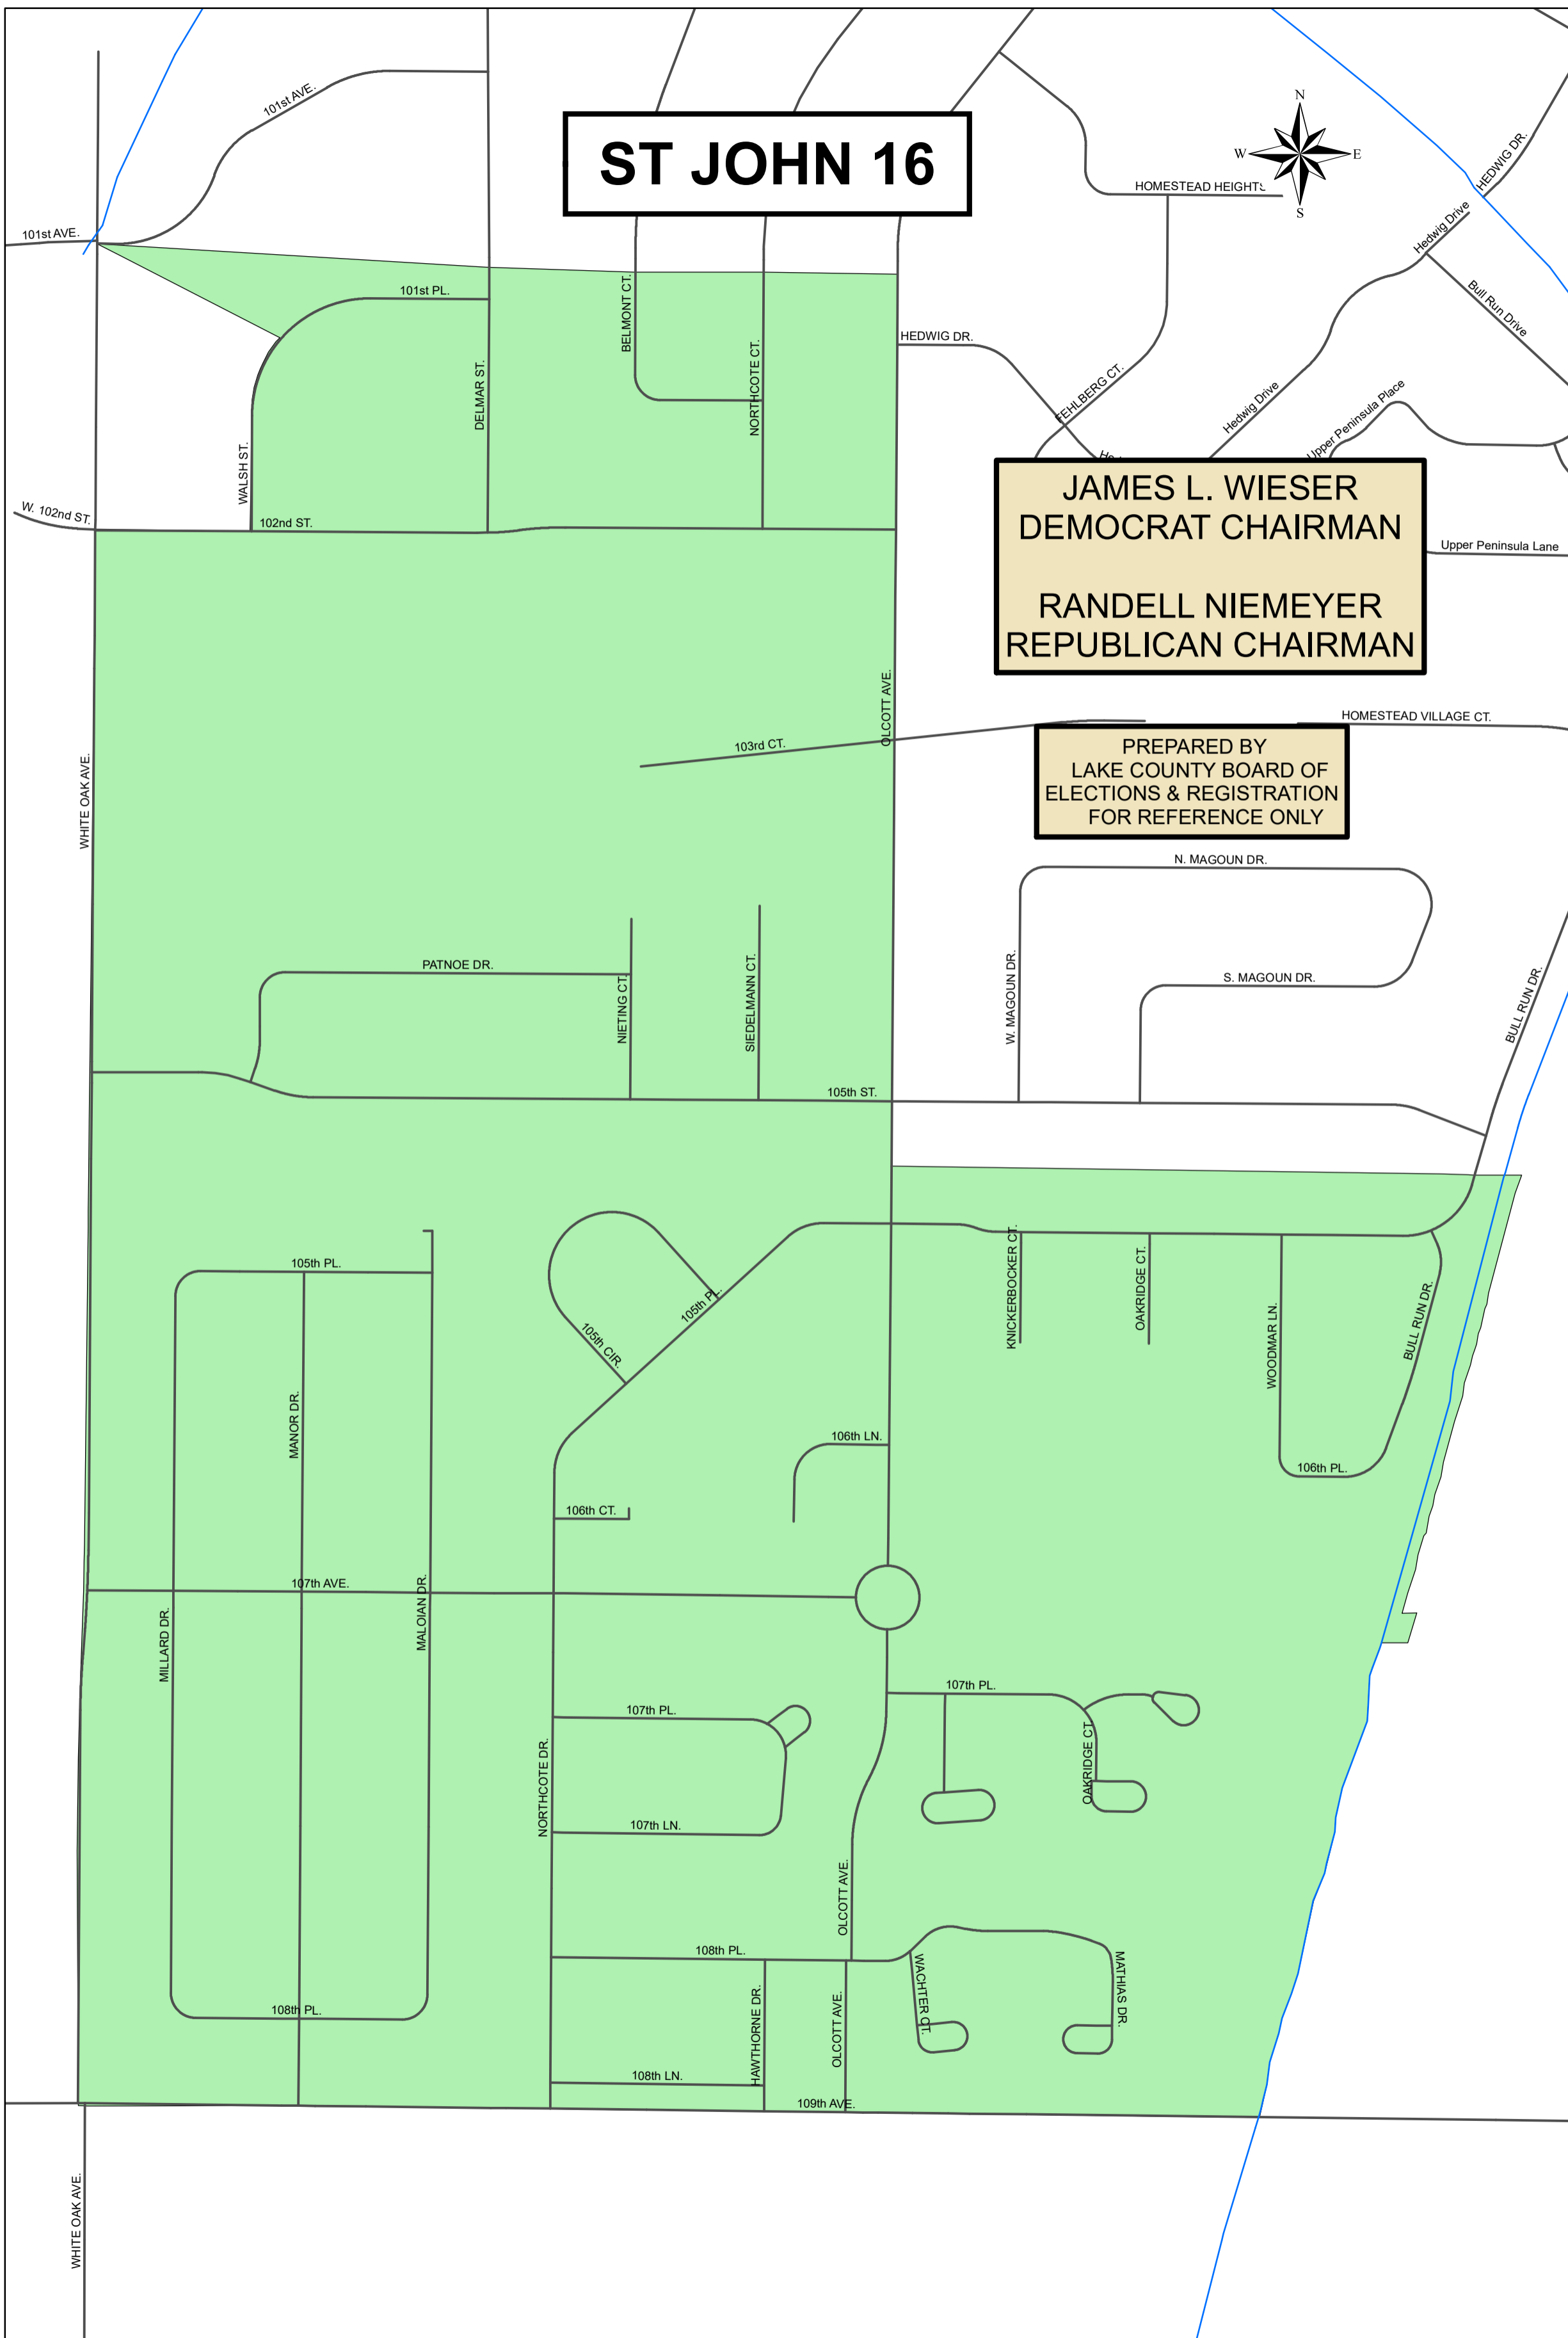 ST JOHN 16
N
W
E
S
101st AVE.
HEDWIG DR.
HOMESTEAD HEIGHTS
Hedwig Drive
101st AVE.
101st PL.
BELMONT CT.
Bull Run Drive
HEDWIG DR.
DELMAR ST.
NORTHCOTE CT.
FEHLBERG CT.
Hedwig Drive
Upper Peninsula Place
WALSH ST.
W. 102nd ST.
102nd ST.
JAMES L. WIESER
DEMOCRAT CHAIRMAN
RANDELL NIEMEYER
REPUBLICAN CHAIRMAN
Upper Peninsula Lane
OLCOTT AVE.
HOMESTEAD VILLAGE CT.
103rd CT.
WHITE OAK AVE.
PREPARED BY
LAKE COUNTY BOARD OF
ELECTIONS & REGISTRATION
FOR REFERENCE ONLY
N. MAGOUN DR.
PATNOE DR.
NIETING CT.
SIEDELMANN CT.
W. MAGOUN DR.
S. MAGOUN DR.
BULL RUN DR.
105th ST.
105th PL.
105th CIR.
105th PL.
KNICKERBOCKER CT.
OAKRIDGE CT.
WOODMAR LN.
BULL RUN DR.
MANOR DR.
106th LN.
106th PL.
106th CT.
107th AVE.
MILLARD DR.
MALOIAN DR.
107th PL.
107th PL.
OAKRIDGE CT.
NORTHCOTE DR.
107th LN.
OLCOTT AVE.
108th PL.
108th PL.
HAWTHORNE DR.
OLCOTT AVE.
WACHTER CT.
MATHIAS DR.
108th LN.
109th AVE.
WHITE OAK AVE.